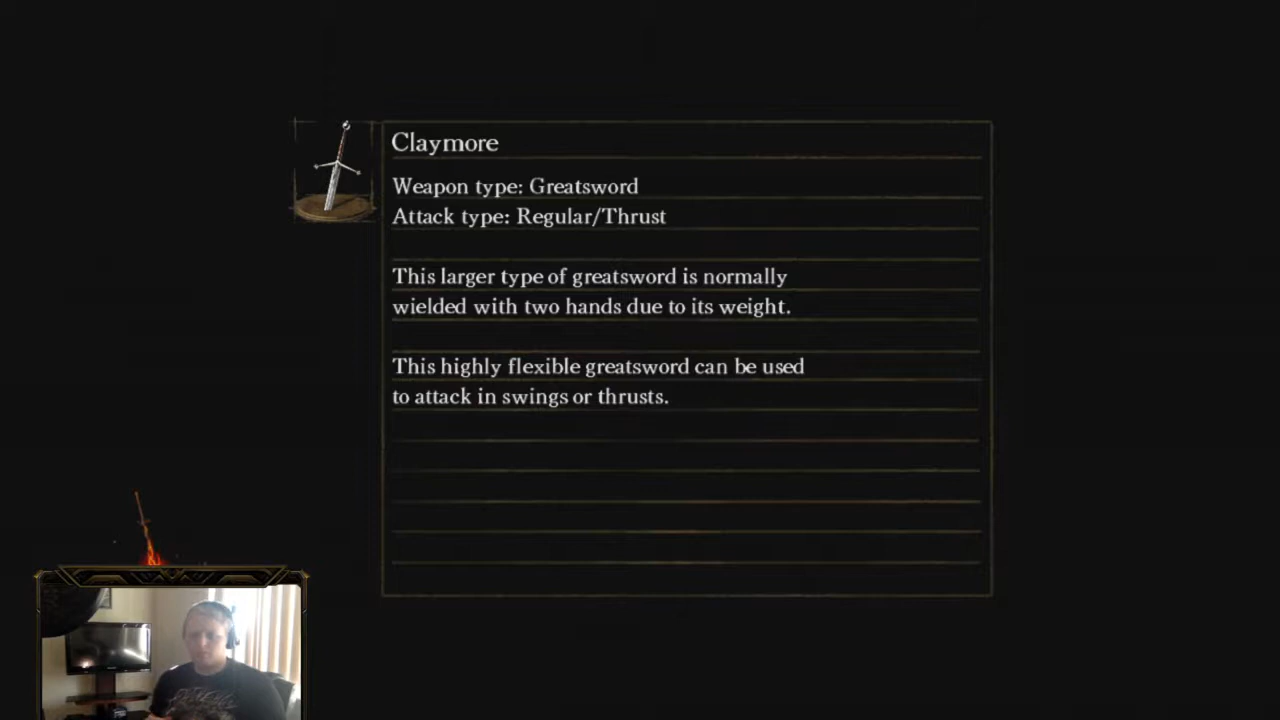 Claymore
Weapon type: Greatsword
Attack type: Regular/Thrust
This larger type of greatsword is normally
wielded with two hands due to its weight.
This highly flexible greatsword can be used
to attack in swings or thrusts.